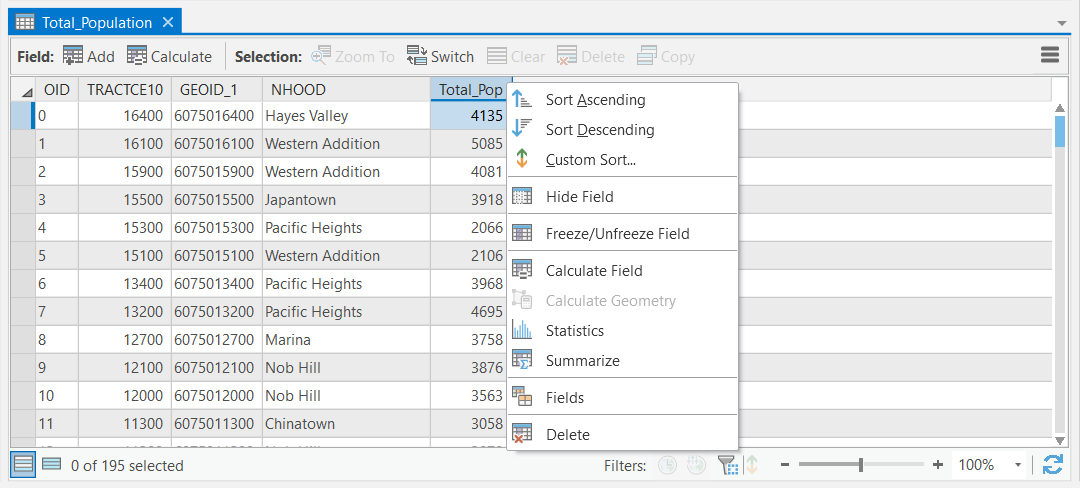 Total_Population
Field: Add Calculate Selection: Zoom To Switch Clear Delete Copy
OID TRACTCE10 GEOID_1 NHOOD Total_Pop
0 16400 6075016400 Hayes Valley 4135
1 16100 6075016100 Western Addition 5085
2 15900 6075015900 Western Addition 4081
3 15500 6075015500 Japantown 3918
4 15300 6075015300 Pacific Heights 2066
5 15100 6075015100 Western Addition 2106
6 13400 6075013400 Pacific Heights 3968
7 13200 6075013200 Pacific Heights 4695
8 12700 6075012700 Marina 3758
9 12100 6075012100 Nob Hill 3876
10 12000 6075012000 Nob Hill 3563
11 11300 6075011300 Chinatown 3058
Sort Ascending
Sort Descending
Custom Sort...
Hide Field
Freeze/Unfreeze Field
Calculate Field
Calculate Geometry
Statistics
Summarize
Fields
Delete
0 of 195 selected Filters: 100%